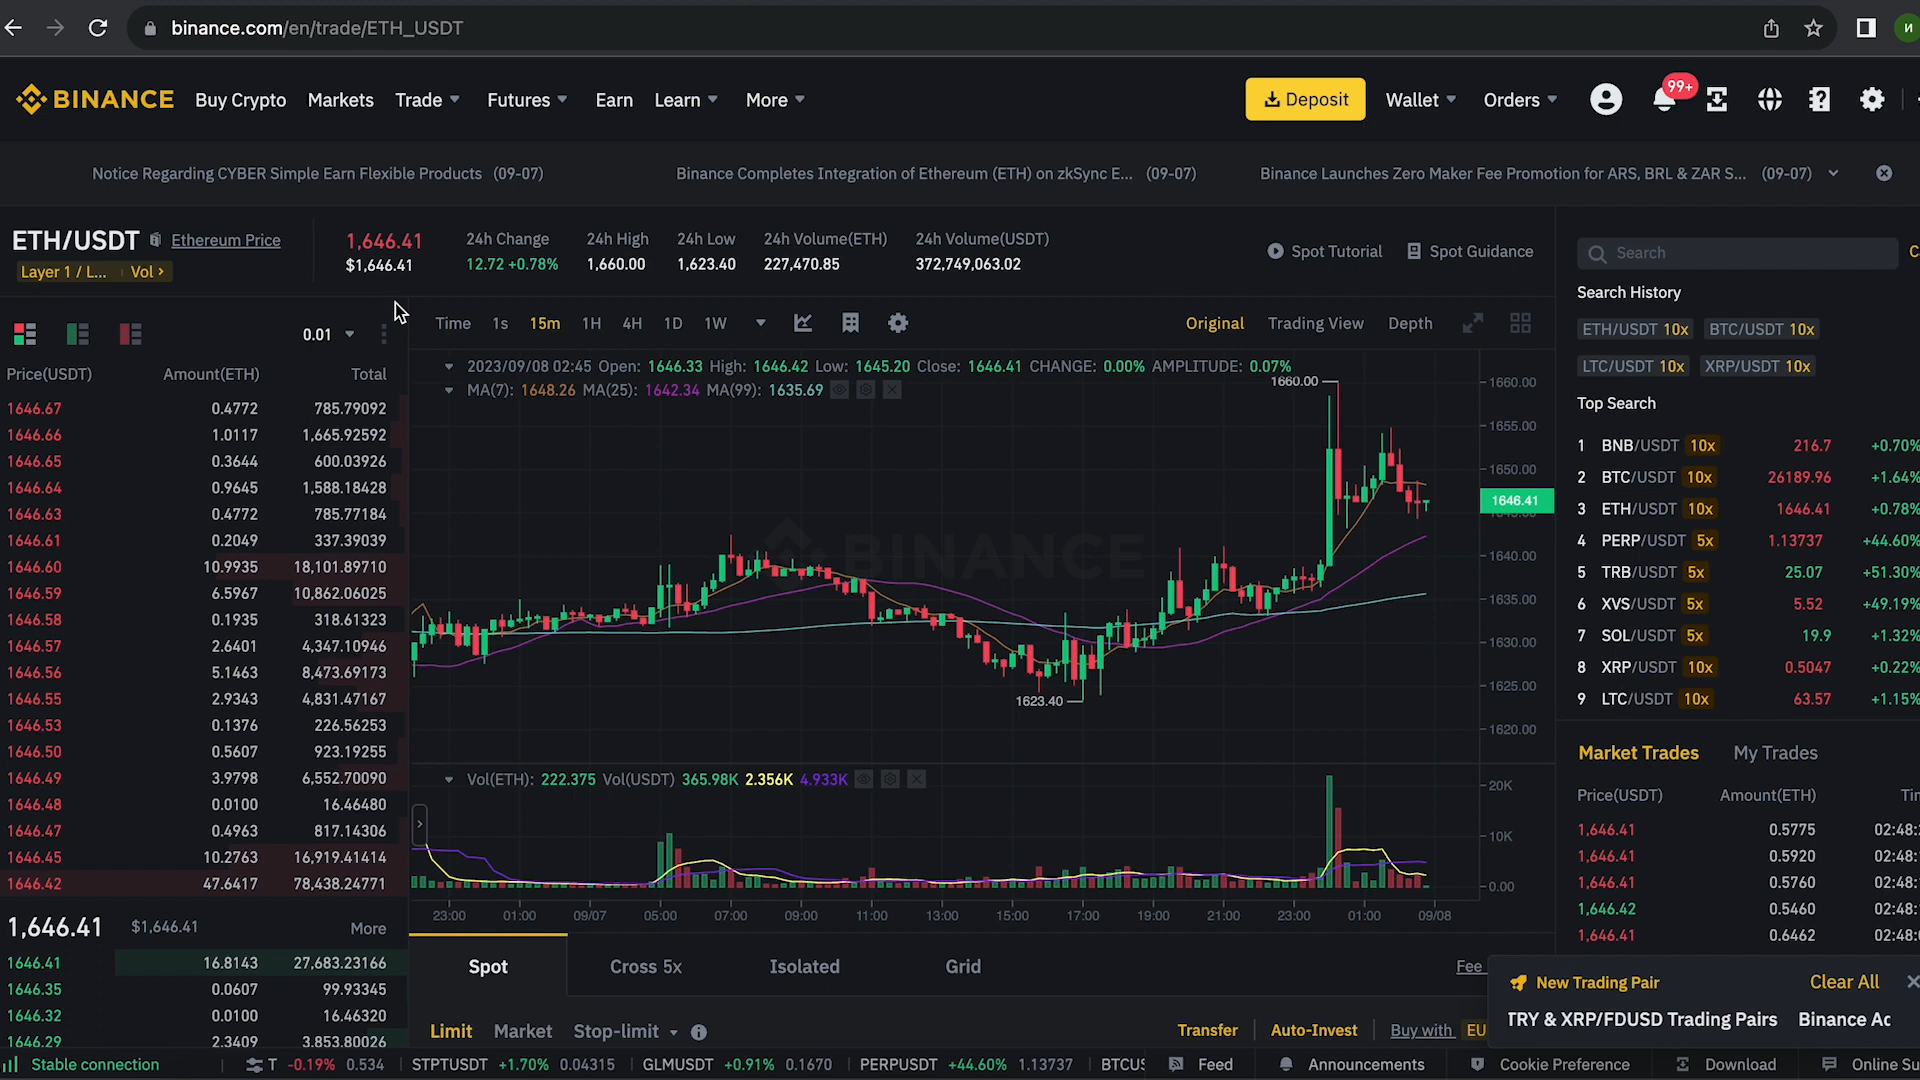 binance.com/en/trade/ETH_USDT
BINANCE Buy Crypto Markets Trade Futures Earn Learn More Deposit Wallet Orders 99+
Notice Regarding CYBER Simple Earn Flexible Products (09-07) Binance Completes Integration of Ethereum (ETH) on zkSync E... (09-07) Binance Launches Zero Maker Fee Promotion for ARS, BRL & ZAR S... (09-07)
ETH/USDT Ethereum Price
Layer 1 / L... Vol
1,646.41
$1,646.41
24h Change
12.72 +0.78%
24h High
1,660.00
24h Low
1,623.40
24h Volume(ETH)
227,470.85
24h Volume(USDT)
372,749,063.02
Spot Tutorial Spot Guidance
0.01
Price(USDT) Amount(ETH) Total
1646.67 0.4772 785.79092
1646.66 1.0117 1,665.92592
1646.65 0.3644 600.03926
1646.64 0.9645 1,588.18428
1646.63 0.4772 785.77184
1646.61 0.2049 337.39039
1646.60 10.9935 18,101.89710
1646.59 6.5967 10,862.06025
1646.58 0.1935 318.61323
1646.57 2.6401 4,347.10946
1646.56 5.1463 8,473.69173
1646.55 2.9343 4,831.47167
1646.53 0.1376 226.56253
1646.50 0.5607 923.19255
1646.49 3.9798 6,552.70090
1646.48 0.0100 16.46480
1646.47 0.4963 817.14306
1646.45 10.2763 16,919.41414
1646.42 47.6417 78,438.24771
1,646.41 $1,646.41 More
1646.41 16.8143 27,683.23166
1646.35 0.0607 99.93345
1646.32 0.0100 16.46320
1646.29 2.3409 3,853.80026
Time 1s 15m 1H 4H 1D 1W Original Trading View Depth
2023/09/08 02:45 Open: 1646.33 High: 1646.42 Low: 1645.20 Close: 1646.41 CHANGE: 0.00% AMPLITUDE: 0.07%
MA(7): 1648.26 MA(25): 1642.34 MA(99): 1635.69
1660.00
1623.40
BINANCE
1660.00
1655.00
1650.00
1646.41
1640.00
1635.00
1630.00
1625.00
1620.00
Vol(ETH): 222.375 Vol(USDT) 365.98K 2.356K 4.933K
20K
10K
0.00
23:00 01:00 09/07 05:00 07:00 09:00 11:00 13:00 15:00 17:00 19:00 21:00 23:00 01:00 09/08
Spot Cross 5x Isolated Grid Fee
Limit Market Stop-limit Transfer Auto-Invest Buy with EU
Search
Search History
ETH/USDT 10x BTC/USDT 10x
LTC/USDT 10x XRP/USDT 10x
Top Search
1 BNB/USDT 10x 216.7 +0.70%
2 BTC/USDT 10x 26189.96 +1.64%
3 ETH/USDT 10x 1646.41 +0.78%
4 PERP/USDT 5x 1.13737 +44.60%
5 TRB/USDT 5x 25.07 +51.30%
6 XVS/USDT 5x 5.52 +49.19%
7 SOL/USDT 5x 19.9 +1.32%
8 XRP/USDT 10x 0.5047 +0.22%
9 LTC/USDT 10x 63.57 +1.15%
Market Trades My Trades
Price(USDT) Amount(ETH)
1,646.41 0.5775 02:48:
1,646.41 0.5920 02:48:
1,646.41 0.5760 02:48:
1,646.42 0.5460 02:48:
1,646.41 0.6462 02:48:
New Trading Pair Clear All
TRY & XRP/FDUSD Trading Pairs Binance Ac
Stable connection T -0.19% 0.534 STPTUSDT +1.70% 0.04315 GLMUSDT +0.91% 0.1670 PERPUSDT +44.60% 1.13737 BTCUS Feed Announcements Cookie Preference Download Online Su